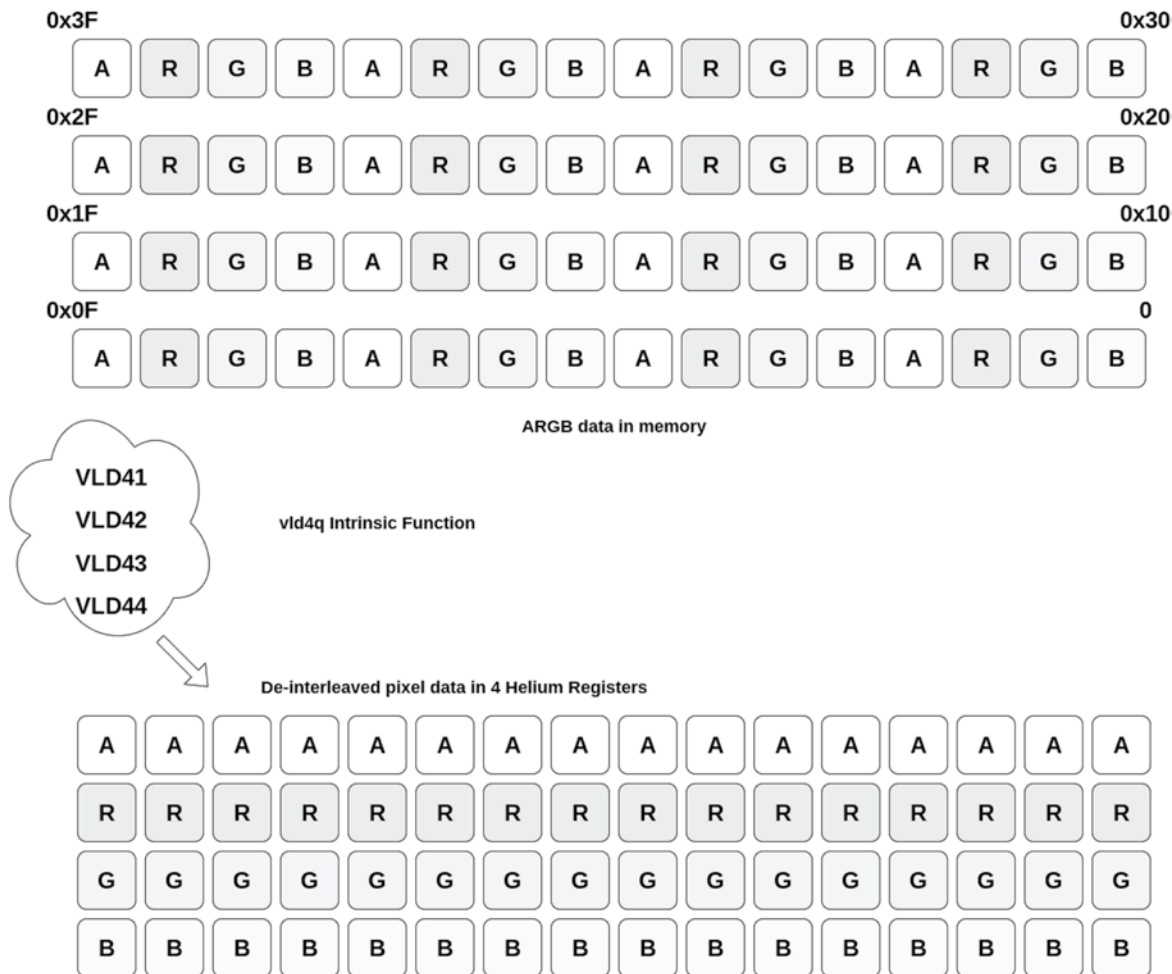 0x3F 0x30
A R G B A R G B A R G B A R G B
0x2F 0x20
A R G B A R G B A R G B A R G B
0x1F 0x10
A R G B A R G B A R G B A R G B
0x0F 0
A R G B A R G B A R G B A R G B
ARGB data in memory
VLD41
VLD42
VLD43
VLD44
vld4q Intrinsic Function
De-interleaved pixel data in 4 Helium Registers
A A A A A A A A A A A A A A A A
R R R R R R R R R R R R R R R R
G G G G G G G G G G G G G G G G
B B B B B B B B B B B B B B B B